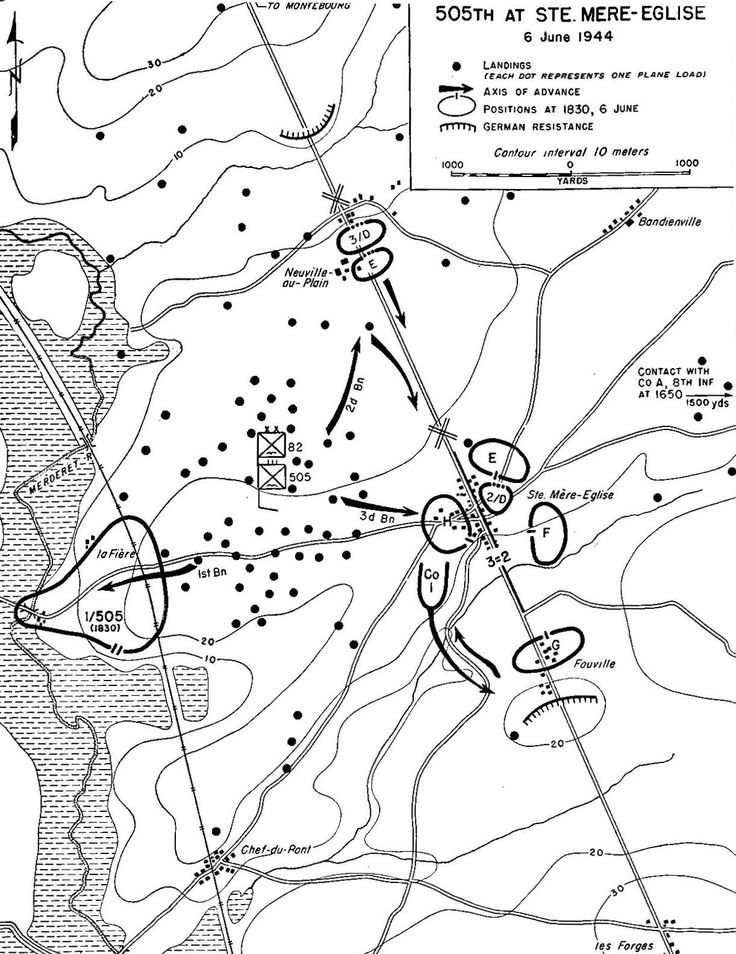 TO MONTEBOURG
505TH AT STE. MERE-EGLISE
6 June 1944
LANDINGS
(EACH DOT REPRESENTS ONE PLANE LOAD)
AXIS OF ADVANCE
POSITIONS AT 1830, 6 JUNE
GERMAN RESISTANCE
Contour interval 10 meters
1000 0 1000
YARDS
N
30
20
10
3/D
E
Neuville-
au-Plain
Bandienville
CONTACT WITH
CO A, 8TH INF
AT 1650
1500 yds
2d Bn
82
505
MERDERET R
E
2/D
Ste. Mère-Eglise
3d Bn
H
F
3=2
la Fière
1st Bn
Co
I
1/505
(1830)
20
10
G
Fouville
20
Chef-du-Pont
20
30
les Forges